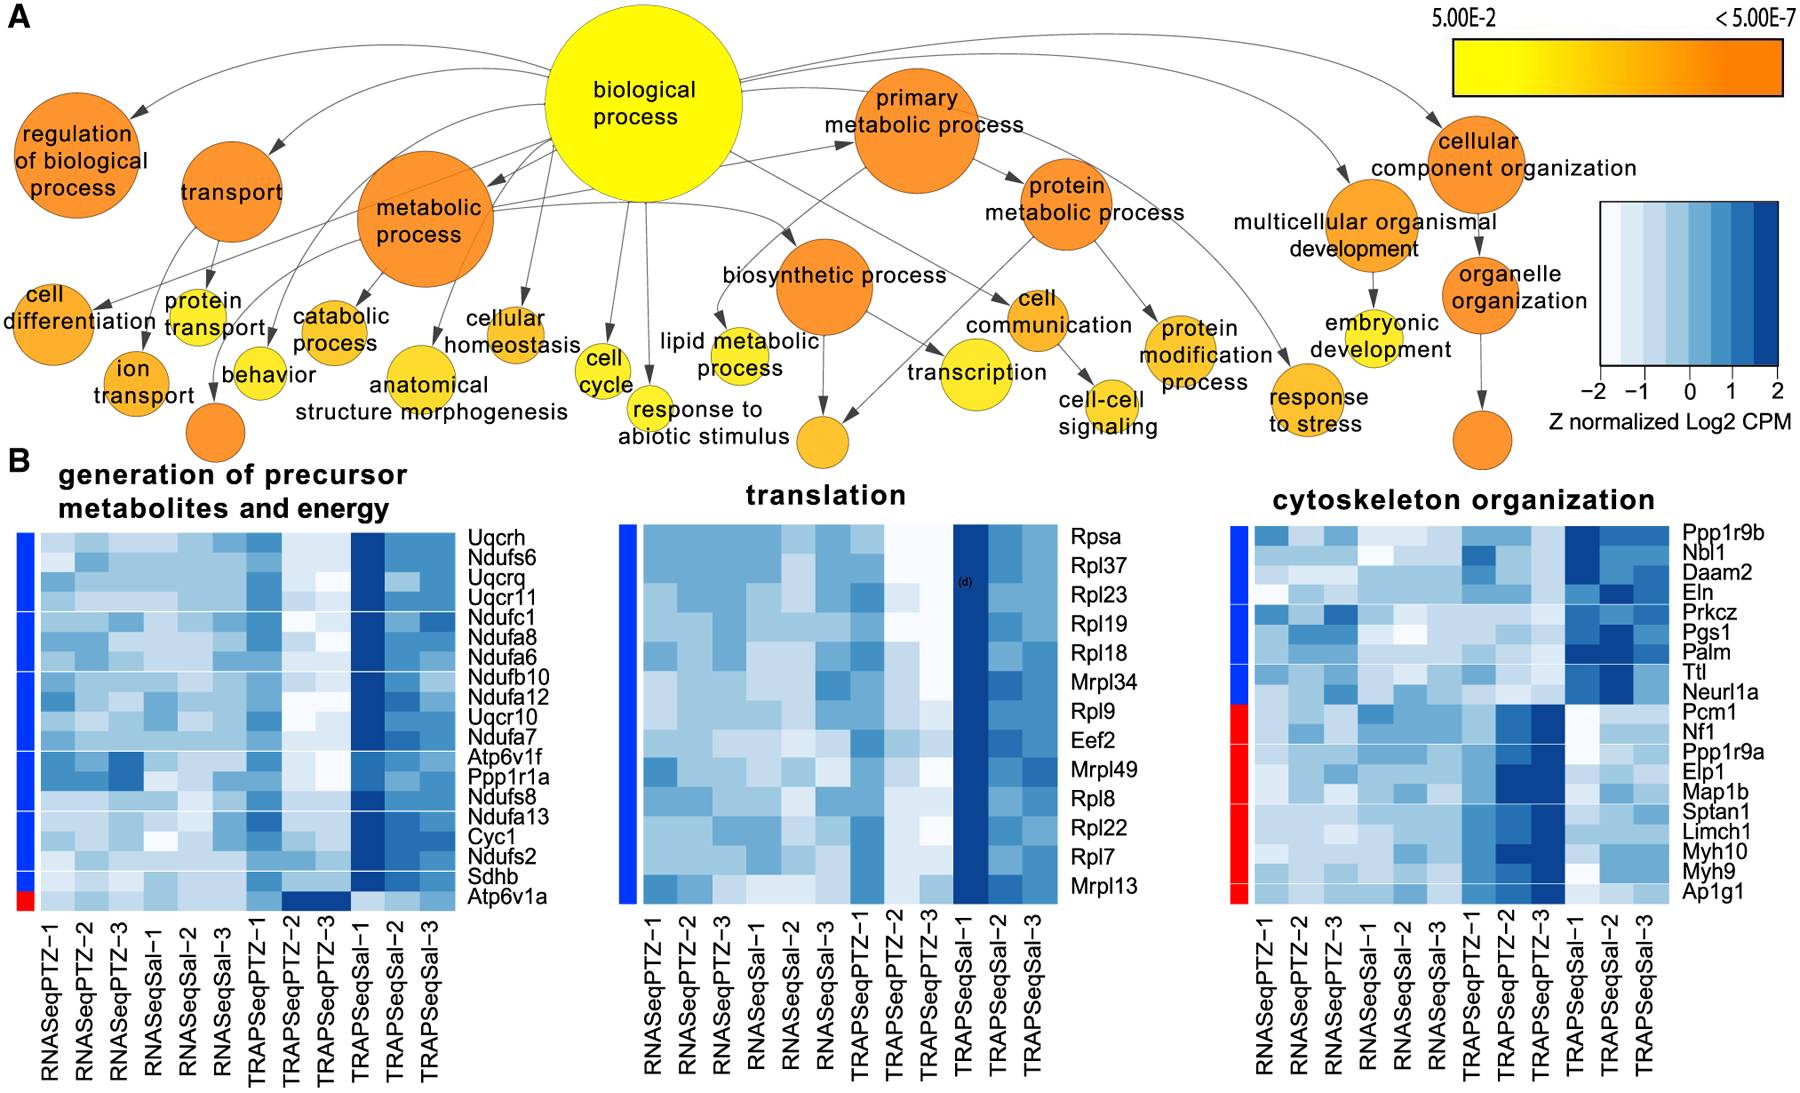 A
5.00E-2
< 5.00E-7
biological
process
primary
metabolic process
regulation
of biological
process
transport
metabolic
process
protein
metabolic process
cellular
component organization
multicellular organismal
development
biosynthetic process
organelle
organization
cell
differentiation
protein
transport
catabolic
process
cellular
homeostasis
cell
communication
lipid metabolic
process
protein
modification
process
embryonic
development
ion
transport
behavior
anatomical
structure morphogenesis
cell
cycle
response to
abiotic stimulus
transcription
cell-cell
signaling
response
to stress
−2 −1 0 1 2
Z normalized Log2 CPM
B
generation of precursor
metabolites and energy
Uqcrh
Ndufs6
Uqcrq
Uqcr11
Ndufc1
Ndufa8
Ndufa6
Ndufb10
Ndufa12
Uqcr10
Ndufa7
Atp6v1f
Ppp1r1a
Ndufs8
Ndufa13
Cyc1
Ndufs2
Sdhb
Atp6v1a
RNASeqPTZ−1
RNASeqPTZ−2
RNASeqPTZ−3
RNASeqSal−1
RNASeqSal−2
RNASeqSal−3
TRAPSeqPTZ−1
TRAPSeqPTZ−2
TRAPSeqPTZ−3
TRAPSeqSal−1
TRAPSeqSal−2
TRAPSeqSal−3
translation
(d)
Rpsa
Rpl37
Rpl23
Rpl19
Rpl18
Mrpl34
Rpl9
Eef2
Mrpl49
Rpl8
Rpl22
Rpl7
Mrpl13
RNASeqPTZ−1
RNASeqPTZ−2
RNASeqPTZ−3
RNASeqSal−1
RNASeqSal−2
RNASeqSal−3
TRAPSeqPTZ−1
TRAPSeqPTZ−2
TRAPSeqPTZ−3
TRAPSeqSal−1
TRAPSeqSal−2
TRAPSeqSal−3
cytoskeleton organization
Ppp1r9b
Nbl1
Daam2
Eln
Prkcz
Pgs1
Palm
Ttl
Neurl1a
Pcm1
Nf1
Ppp1r9a
Elp1
Map1b
Sptan1
Limch1
Myh10
Myh9
Ap1g1
RNASeqPTZ−1
RNASeqPTZ−2
RNASeqPTZ−3
RNASeqSal−1
RNASeqSal−2
RNASeqSal−3
TRAPSeqPTZ−1
TRAPSeqPTZ−2
TRAPSeqPTZ−3
TRAPSeqSal−1
TRAPSeqSal−2
TRAPSeqSal−3